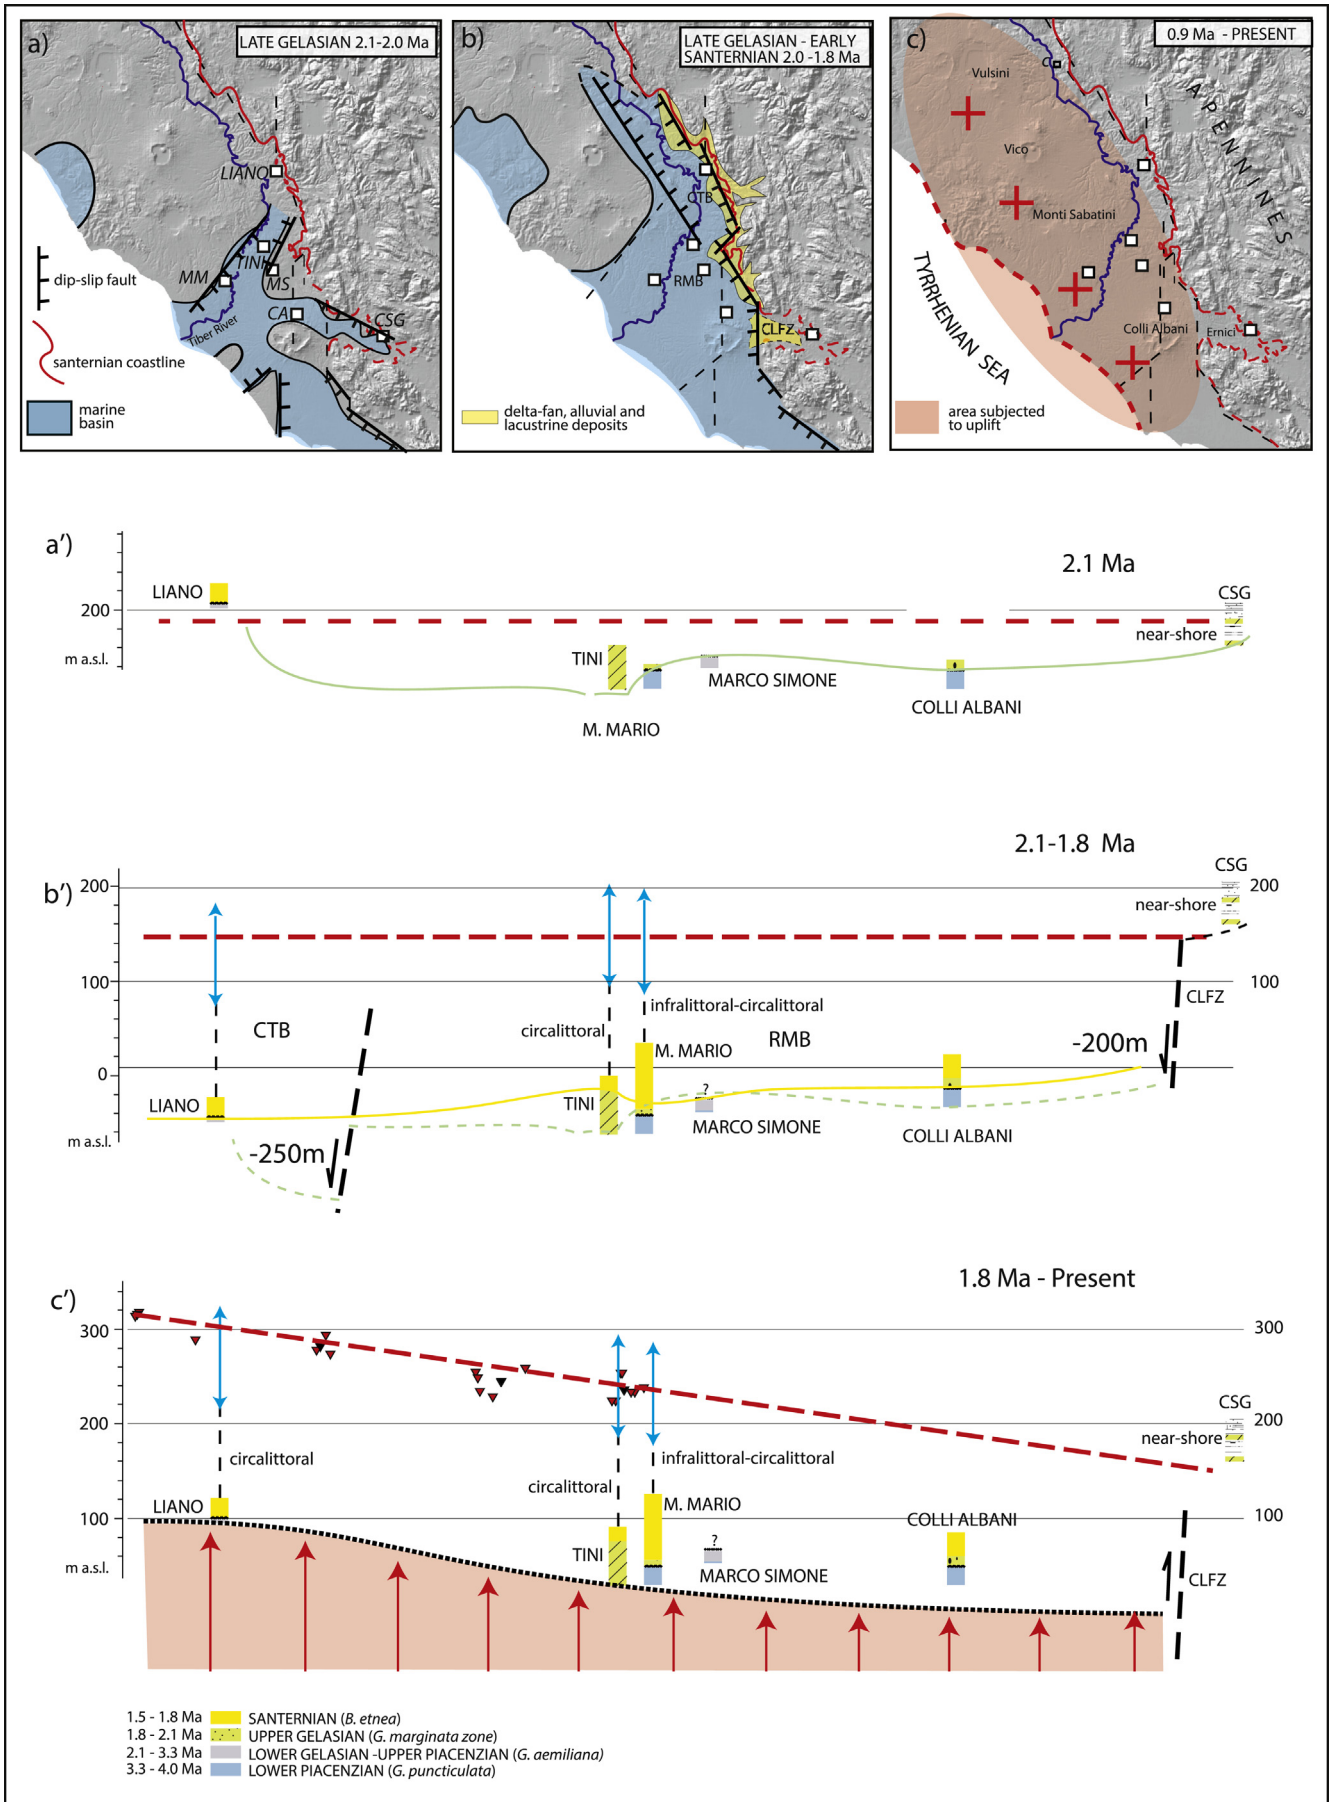 a)
LATE GELASIAN 2.1-2.0 Ma
LIANO
TINI
MM
MS
CA
CSG
Tiber River
dip-slip fault
santernian coastline
marine
basin
b)
LATE GELASIAN - EARLY
SANTERNIAN 2.0 -1.8 Ma
CTB
RMB
CLFZ
delta-fan, alluvial and
lacustrine deposits
c)
0.9 Ma - PRESENT
C
Vulsini
APENNINES
Vico
Monti Sabatini
TYRRHENIAN SEA
Colli Albani
Ernici
area subjected
to uplift
a')
2.1 Ma
LIANO
CSG
200
near-shore
m a.s.l.
TINI
MARCO SIMONE
COLLI ALBANI
M. MARIO
2.1-1.8 Ma
b')
CSG
200
200
near-shore
100
100
CLFZ
infralittoral-circalittoral
circalittoral
CTB
RMB
-200m
M. MARIO
0
?
LIANO
TINI
MARCO SIMONE
COLLI ALBANI
m a.s.l.
-250m
1.8 Ma - Present
c')
300
300
CSG
200
200
near-shore
circalittoral
infralittoral-circalittoral
circalittoral
LIANO
M. MARIO
100
COLLI ALBANI
100
?
TINI
m a.s.l.
MARCO SIMONE
CLFZ
1.5 - 1.8 Ma SANTERNIAN (B. etnea)
1.8 - 2.1 Ma UPPER GELASIAN (G. marginata zone)
2.1 - 3.3 Ma LOWER GELASIAN -UPPER PIACENZIAN (G. aemiliana)
3.3 - 4.0 Ma LOWER PIACENZIAN (G. puncticulata)